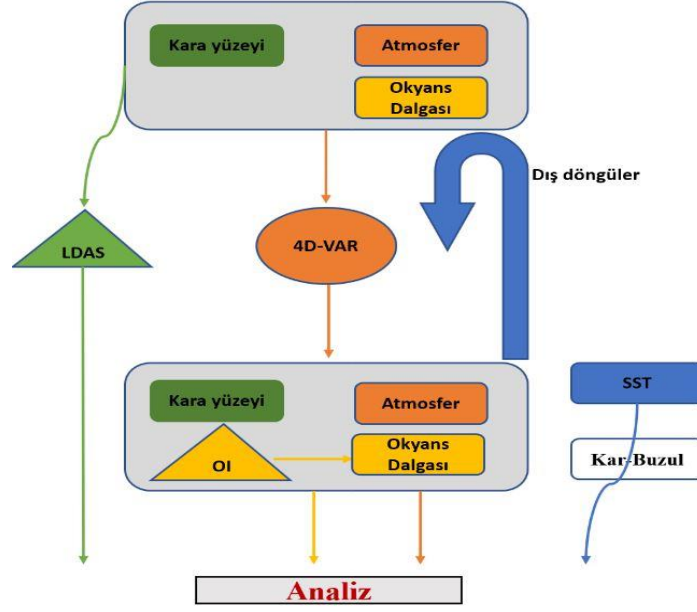 Kara yüzeyi
Atmosfer
Okyans
Dalgası
Dış döngüler
LDAS
4D-VAR
Kara yüzeyi
Atmosfer
SST
OI
Okyans
Dalgası
Kar-Buzul
Analiz